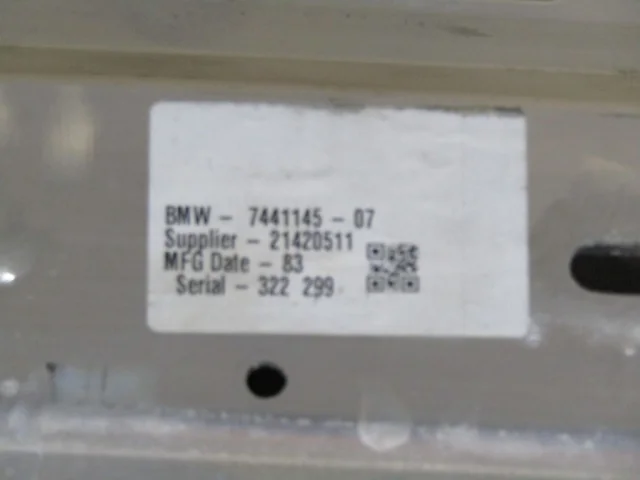 BMW - 7441145 - 07
Supplier - 21420511
MFG Date - 83
Serial - 322 299